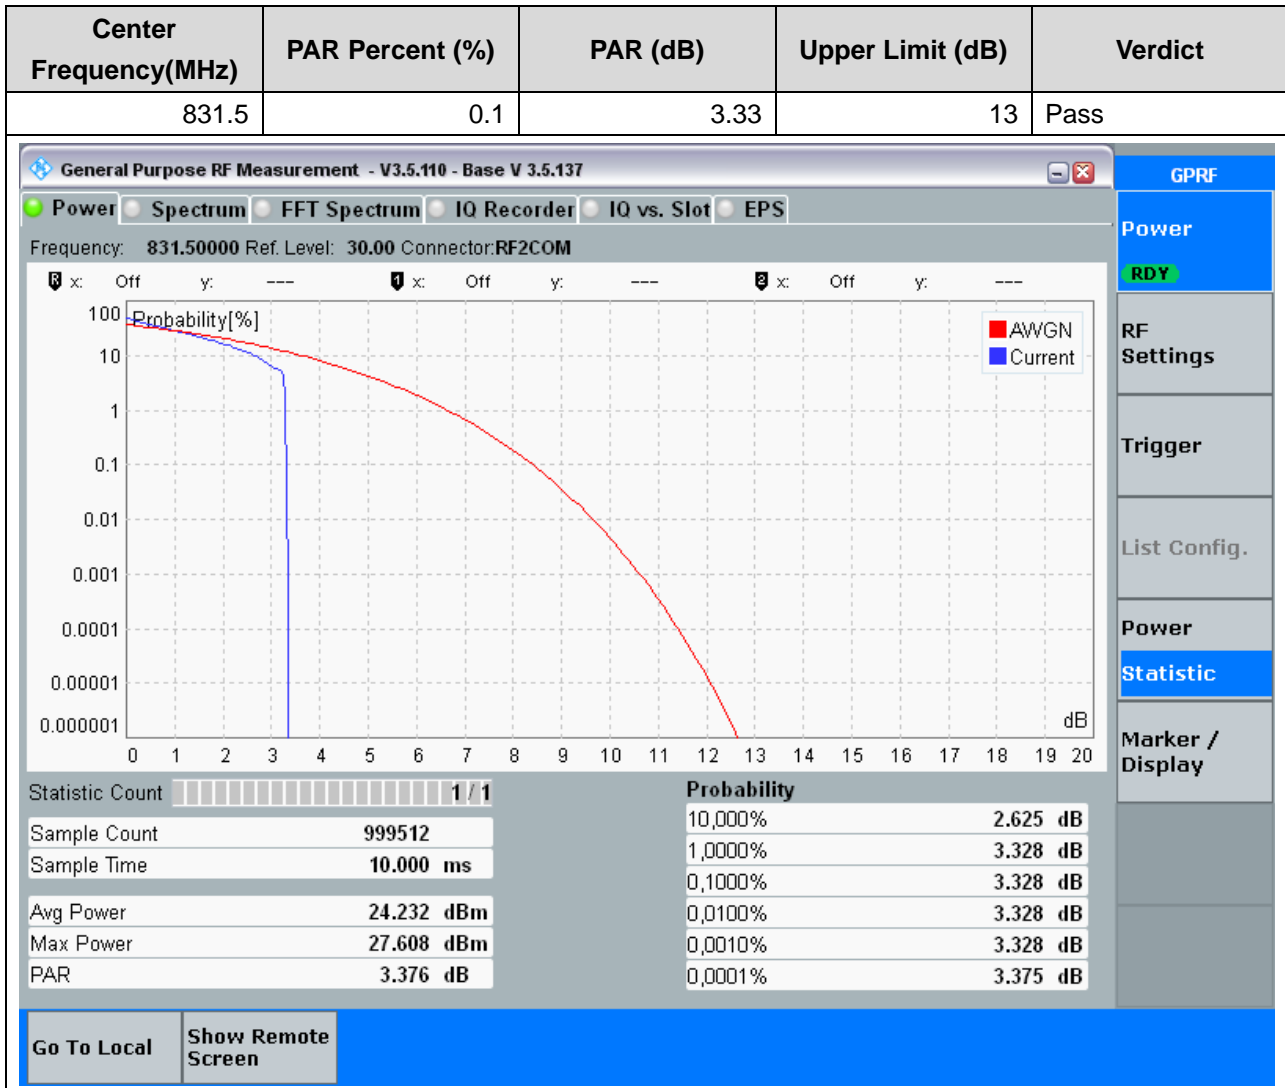 Center Frequency(MHz) PAR Percent (%) PAR (dB) Upper Limit (dB) Verdict
831.5 0.1 3.33 13 Pass
General Purpose RF Measurement - V3.5.110 - Base V 3.5.137
GPRF
Power Spectrum FFT Spectrum IQ Recorder IQ vs. Slot EPS
Frequency: 831.50000 Ref. Level: 30.00 Connector:RF2COM
R x: Off y: --- 1 x: Off y: --- 2 x: Off y: ---
Probability[%]
AWGN
Current
100
10
1
0.1
0.01
0.001
0.0001
0.00001
0.000001
dB
0 1 2 3 4 5 6 7 8 9 10 11 12 13 14 15 16 17 18 19 20
Statistic Count 1 / 1
Sample Count 999512
Sample Time 10.000 ms
Avg Power 24.232 dBm
Max Power 27.608 dBm
PAR 3.376 dB
Probability
10,000% 2.625 dB
1,0000% 3.328 dB
0,1000% 3.328 dB
0,0100% 3.328 dB
0,0010% 3.328 dB
0,0001% 3.375 dB
Power
RDY
RF
Settings
Trigger
List Config.
Power
Statistic
Marker /
Display
Go To Local
Show Remote
Screen